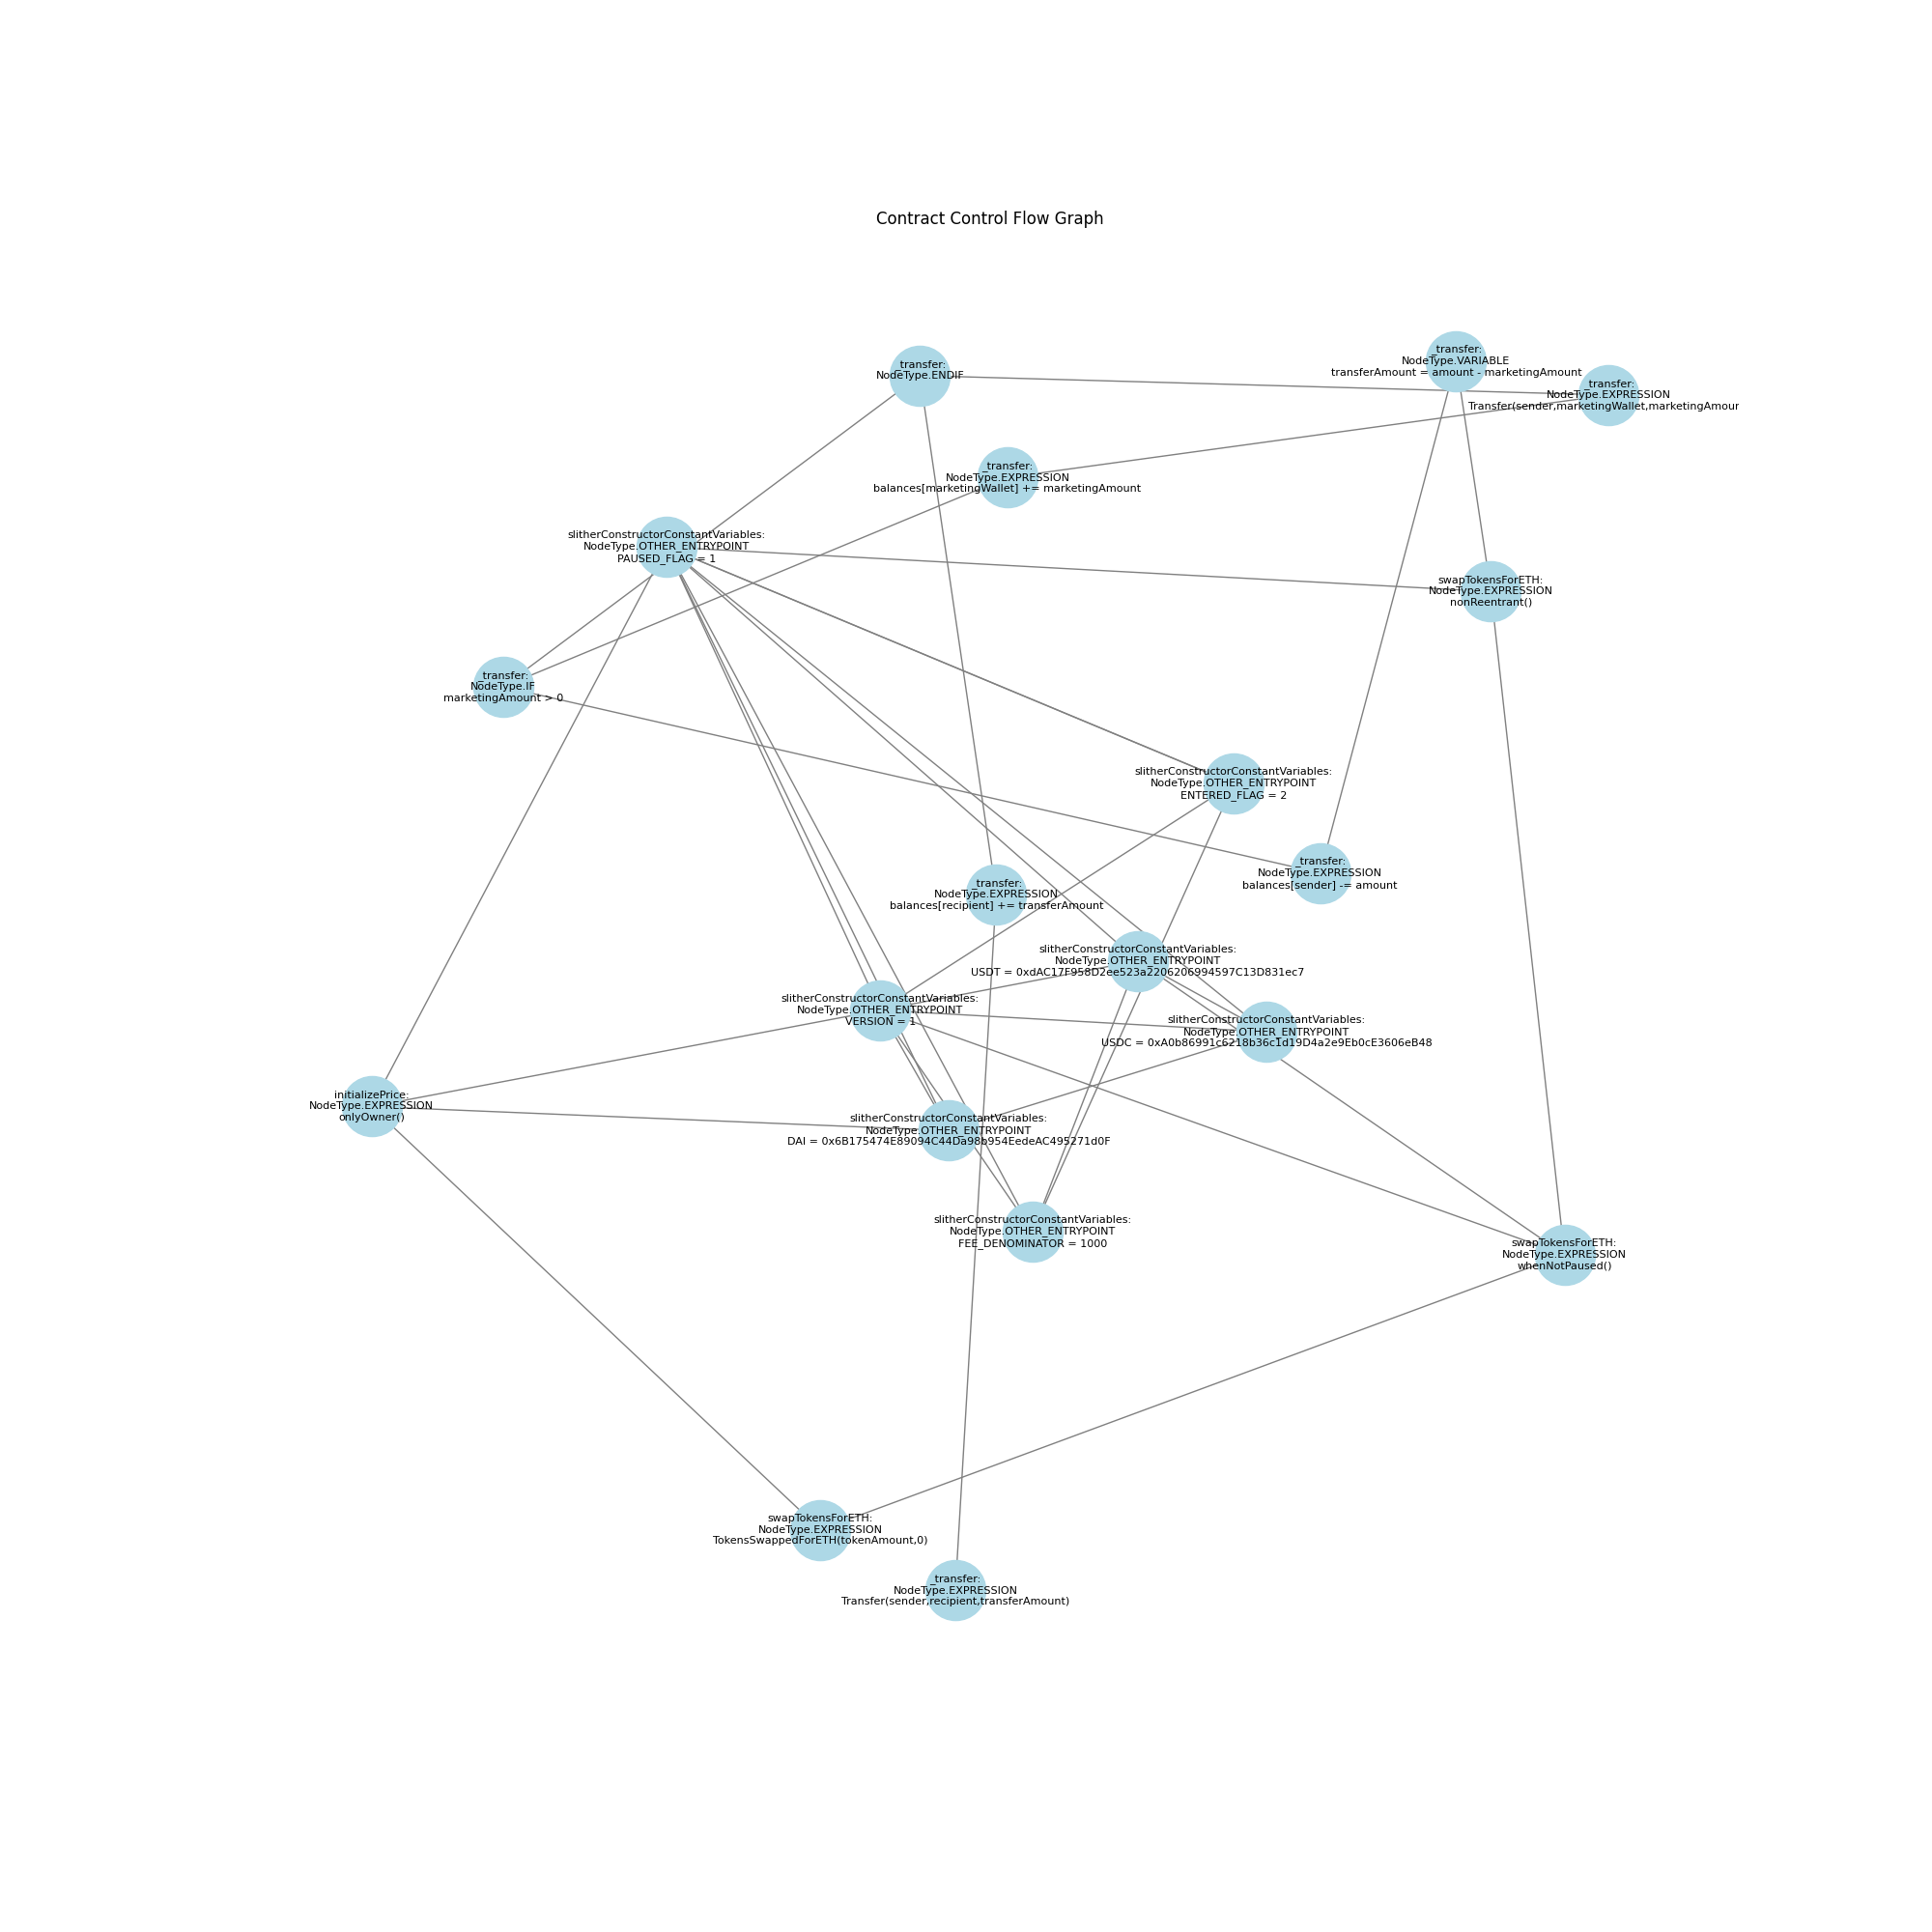 Contract Control Flow Graph
_transfer:
NodeType.ENDIF
_transfer:
NodeType.VARIABLE
transferAmount = amount - marketingAmount
_transfer:
NodeType.EXPRESSION
Transfer(sender,marketingWallet,marketingAmour
_transfer:
NodeType.EXPRESSION
balances[marketingWallet] += marketingAmount
slitherConstructorConstantVariables:
NodeType.OTHER_ENTRYPOINT
PAUSED_FLAG = 1
swapTokensForETH:
NodeType.EXPRESSION
nonReentrant()
_transfer:
NodeType.IF
marketingAmount > 0
slitherConstructorConstantVariables:
NodeType.OTHER_ENTRYPOINT
ENTERED_FLAG = 2
_transfer:
NodeType.EXPRESSION
balances[sender] -= amount
_transfer:
NodeType.EXPRESSION
balances[recipient] += transferAmount
slitherConstructorConstantVariables:
NodeType.OTHER_ENTRYPOINT
USDT = 0xdAC17F958D2ee523a2206206994597C13D831ec7
slitherConstructorConstantVariables:
NodeType.OTHER_ENTRYPOINT
VERSION = 1
slitherConstructorConstantVariables:
NodeType.OTHER_ENTRYPOINT
USDC = 0xA0b86991c6218b36c1d19D4a2e9Eb0cE3606eB48
initializePrice:
NodeType.EXPRESSION
onlyOwner()
slitherConstructorConstantVariables:
NodeType.OTHER_ENTRYPOINT
DAI = 0x6B175474E89094C44Da98b954EedeAC495271d0F
slitherConstructorConstantVariables:
NodeType.OTHER_ENTRYPOINT
FEE_DENOMINATOR = 1000
swapTokensForETH:
NodeType.EXPRESSION
whenNotPaused()
swapTokensForETH:
NodeType.EXPRESSION
TokensSwappedForETH(tokenAmount,0)
_transfer:
NodeType.EXPRESSION
Transfer(sender,recipient,transferAmount)